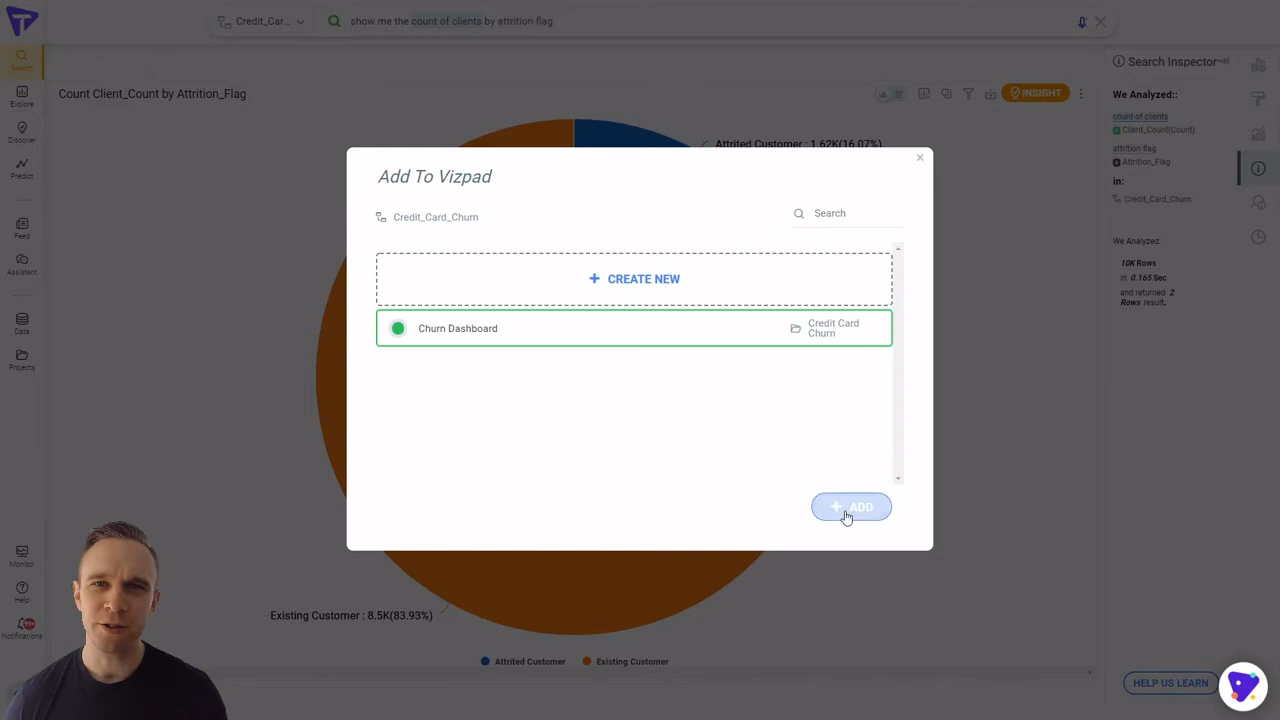 Credit_Car...
show me the count of clients by attrition flag
Search
Explore
Discover
Predict
Feed
Assistant
Data
Projects
Monitor
Help
Notifications
Count Client_Count by Attrition_Flag
INSIGHT
Attrited Customer : 1.62K(16.07%)
Existing Customer : 8.5K(83.93%)
Attrited Customer
Existing Customer
Add To Vizpad
Credit_Card_Churn
Search
+ CREATE NEW
Churn Dashboard
Credit Card
Churn
+ ADD
Search Inspector
We Analyzed::
count of clients
Client_Count(Count)
attrition flag
Attrition_Flag
in:
Credit_Card_Churn
We Analyzed:
10K Rows
in 0.165 Sec
and returned 2
Rows result.
HELP US LEARN